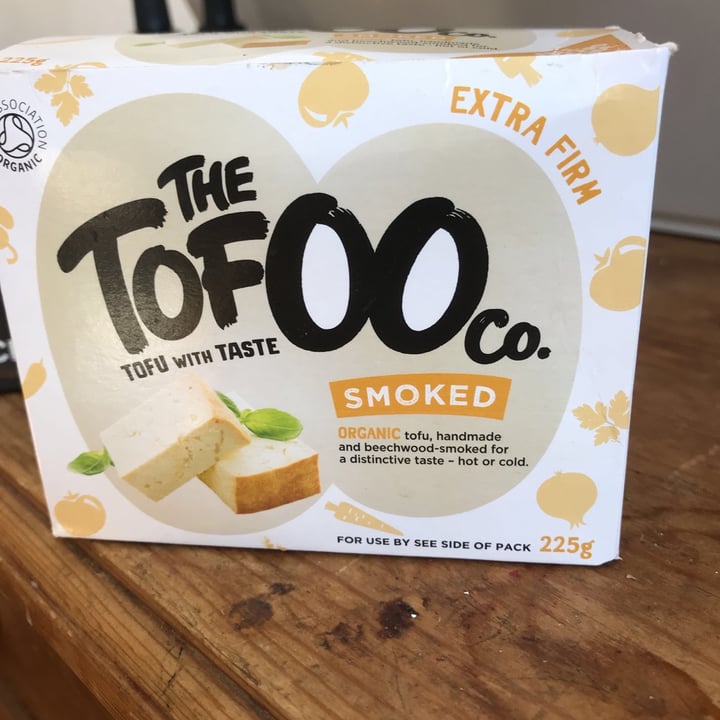 225g
ASSOCIATION
ORGANIC
EXTRA FIRM
THE
TOFOO
Co.
TOFU WITH TASTE
SMOKED
ORGANIC tofu, handmade
and beechwood-smoked for
a distinctive taste - hot or cold.
FOR USE BY SEE SIDE OF PACK 225g